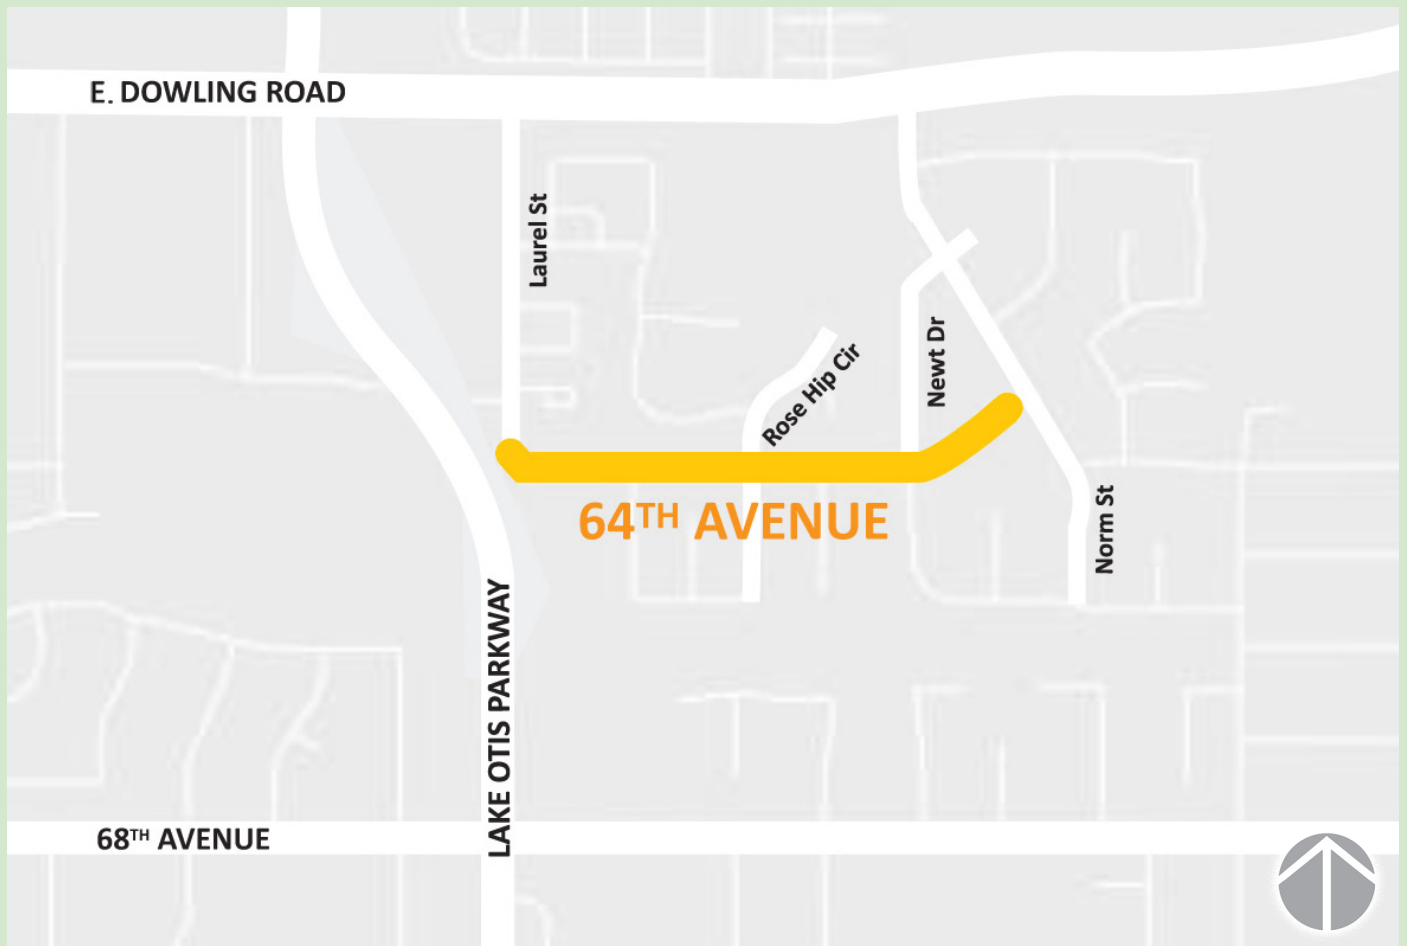 E. DOWLING ROAD
Laurel St
Rose Hip Cir
Newt Dr
64TH AVENUE
Norm St
LAKE OTIS PARKWAY
68TH AVENUE